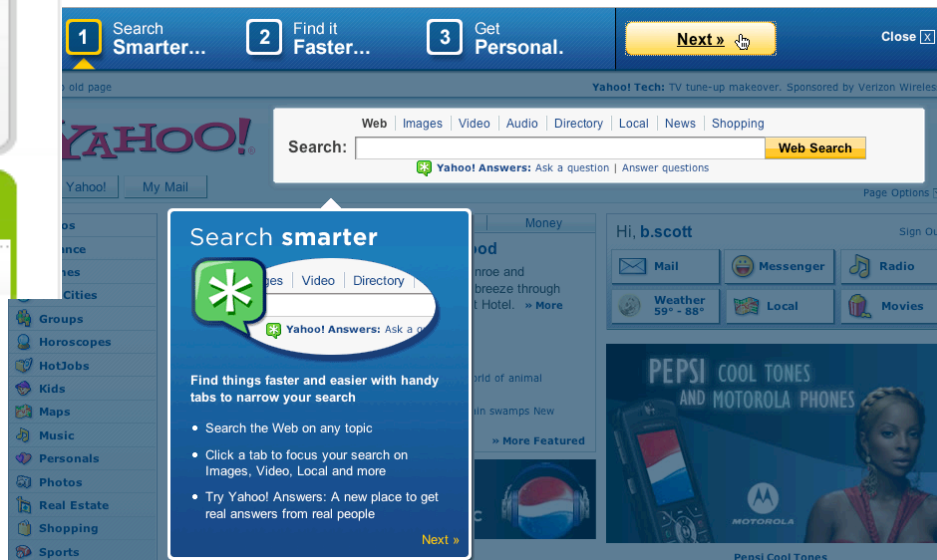 1 Search Smarter...
2 Find it Faster...
3 Get Personal.
Next »
Close X
old page
Yahoo! Tech: TV tune-up makeover. Sponsored by Verizon
YAHOO!
Web | Images | Video | Audio | Directory | Local | News | Shopping
Search:
Web Search
Yahoo! Answers: Ask a question | Answer questions
Yahoo!
My Mail
Page Options
Money
Hi, b.scott
Sign
Mail
Messenger
Radio
Weather
59° - 88°
Local
Movies
Search smarter
Video | Directory
Yahoo! Answers: Ask a
Find things faster and easier with handy
tabs to narrow your search
• Search the Web on any topic
• Click a tab to focus your search on
Images, Video, Local and more
• Try Yahoo! Answers: A new place to get
real answers from real people
Next »
and
breeze through
Hotel. » More
of animal
swamps New
» More Featured
Cities
Groups
Horoscopes
HotJobs
Kids
Maps
Music
Personals
Photos
Real Estate
Shopping
Sports
PEPSI COOL TONES
AND MOTOROLA PHONES
MOTOROLA
Pepsi Cool Tones